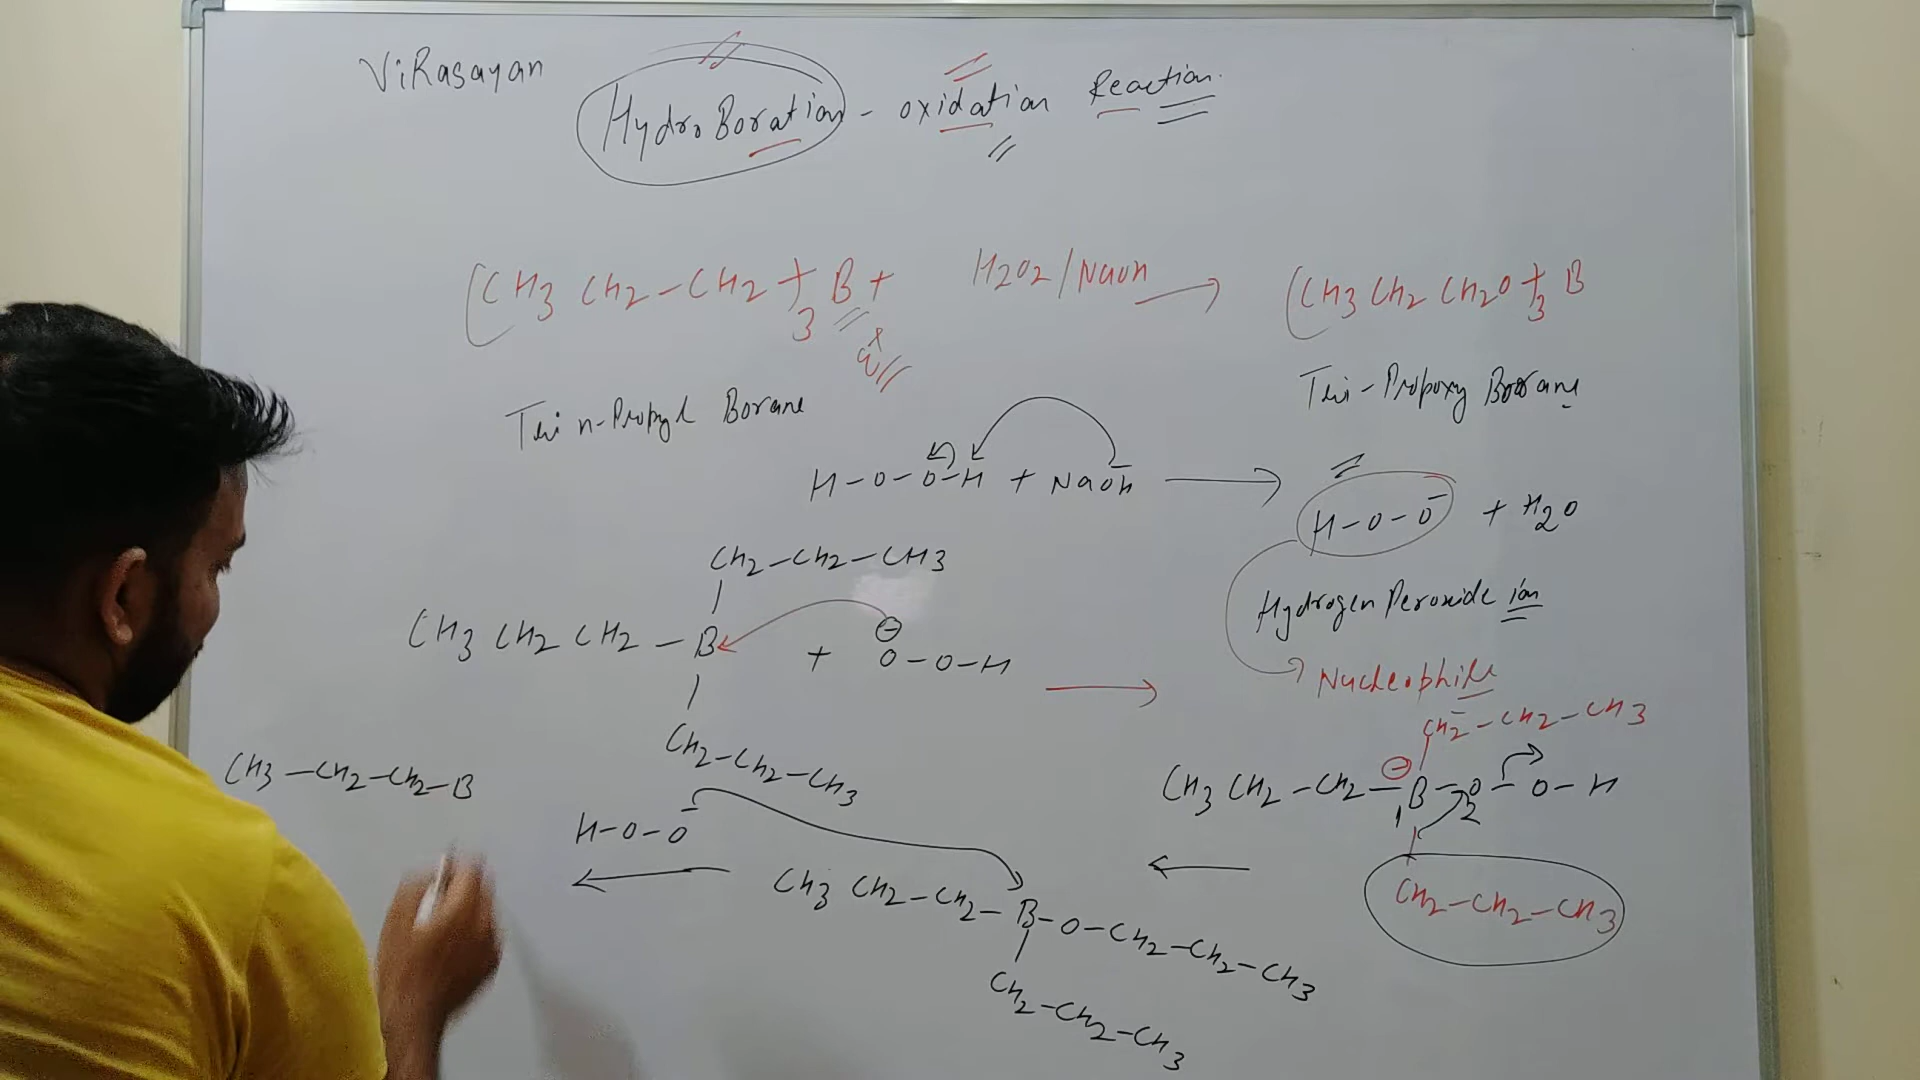 ViRasayan
HydroBoration - oxidation Reaction.
(CH3 CH2-CH2+3 B + H2O2/NaOH → (CH3 CH2 CH2O+3 B
Tri n-Propyl Borane
Tri-Propoxy Borane
H-O-O-H + NaOH → H-O-O⁻ + H2O
Hydrogen Peroxide ion
Nucleophile
CH2-CH2-CH3
CH3 CH2 CH2-B + O-O-H →
⊖
CH2-CH2-CH3
CH2-CH2-CH3
CH3 CH2-CH2-B-O-O-H
⊖
CH2-CH2-CH3
←
CH3 CH2-CH2-B-O-CH2-CH2-CH3
CH2-CH2-CH3
H-O-O⁻
←
CH3-CH2-CH2-B